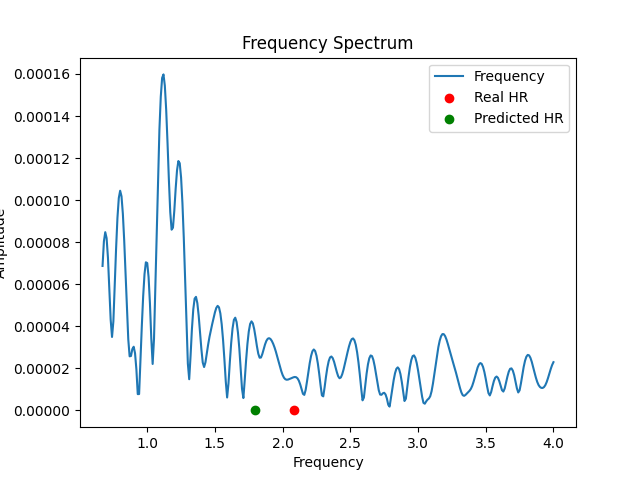 Frequency Spectrum
0.00016
0.00014
0.00012
0.00010
0.00008
0.00006
0.00004
0.00002
0.00000
Amplitude
Frequency
Real HR
Predicted HR
1.0 1.5 2.0 2.5 3.0 3.5 4.0
Frequency